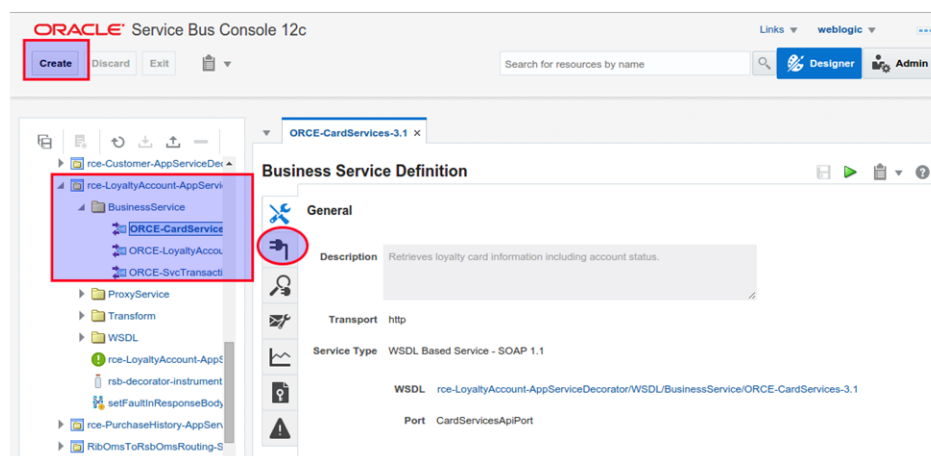 ORACLE Service Bus Console 12c
Links weblogic
Create Discard Exit Search for resources by name Designer Admin
ORCE-CardServices-3.1 ×
rce-Customer-AppServiceDec
Business Service Definition
rce-LoyaltyAccount-AppServi
BusinessService
General
ORCE-CardService
ORCE-LoyaltyAccou
Description Retrieves loyalty card information including account status.
ORCE-SvcTransacti
ProxyService
Transform
Transport http
WSDL
Service Type WSDL Based Service - SOAP 1.1
rce-LoyaltyAccount-AppS
rsb-decorator-instrument
WSDL rce-LoyaltyAccount-AppServiceDecorator/WSDL/BusinessService/ORCE-CardServices-3.1
setFaultInResponseBody
Port CardServicesApiPort
rce-PurchaseHistory-AppServ
RibOmsToRsbOmsRouting-S